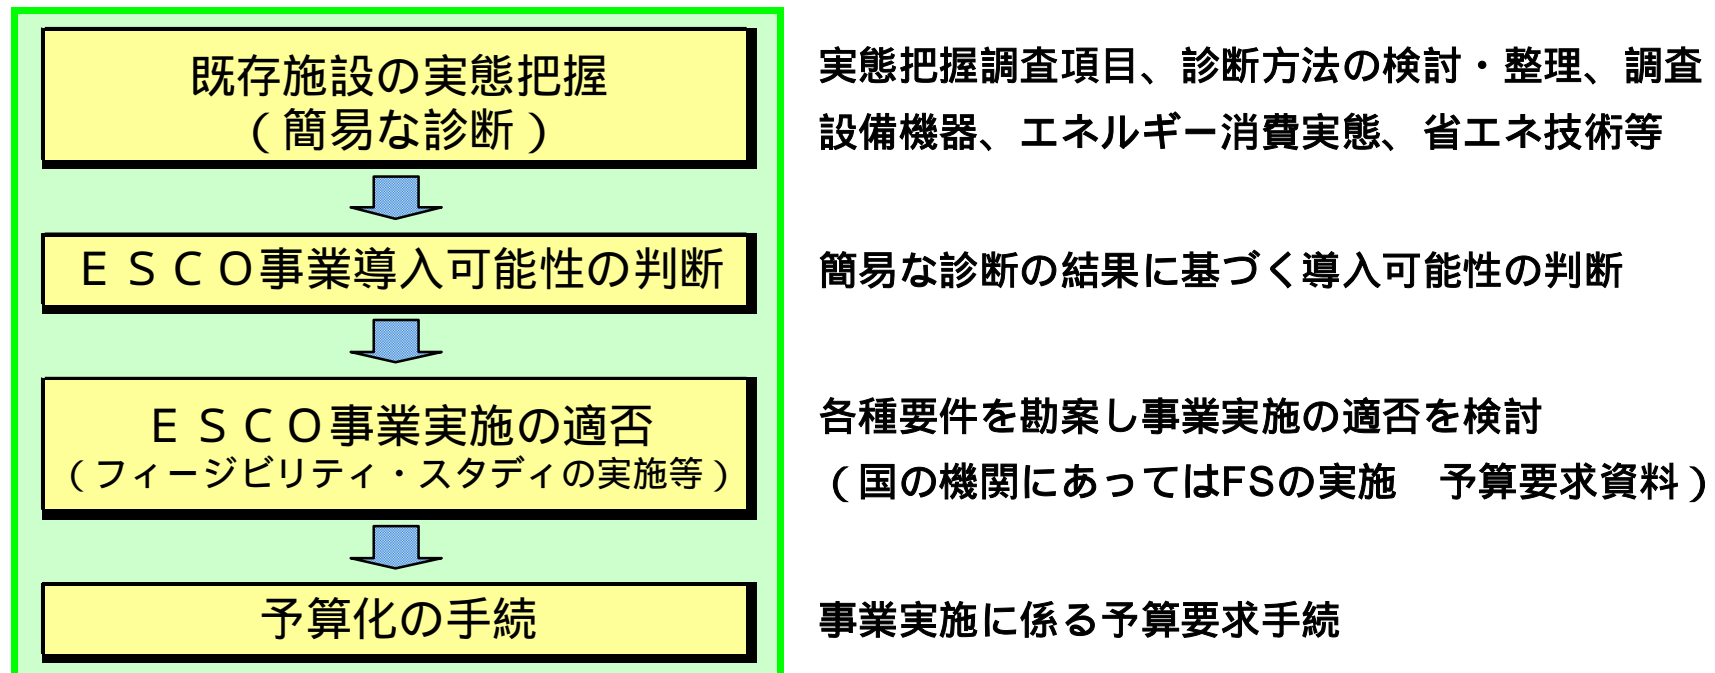 既存施設の実態把握
（簡易な診断）
実態把握調査項目、診断方法の検討・整理、調査
設備機器、エネルギー消費実態、省エネ技術等
ＥＳＣＯ事業導入可能性の判断
簡易な診断の結果に基づく導入可能性の判断
ＥＳＣＯ事業実施の適否
（フィージビリティ・スタディの実施等）
各種要件を勘案し事業実施の適否を検討
（国の機関にあってはFSの実施　予算要求資料）
予算化の手続
事業実施に係る予算要求手続